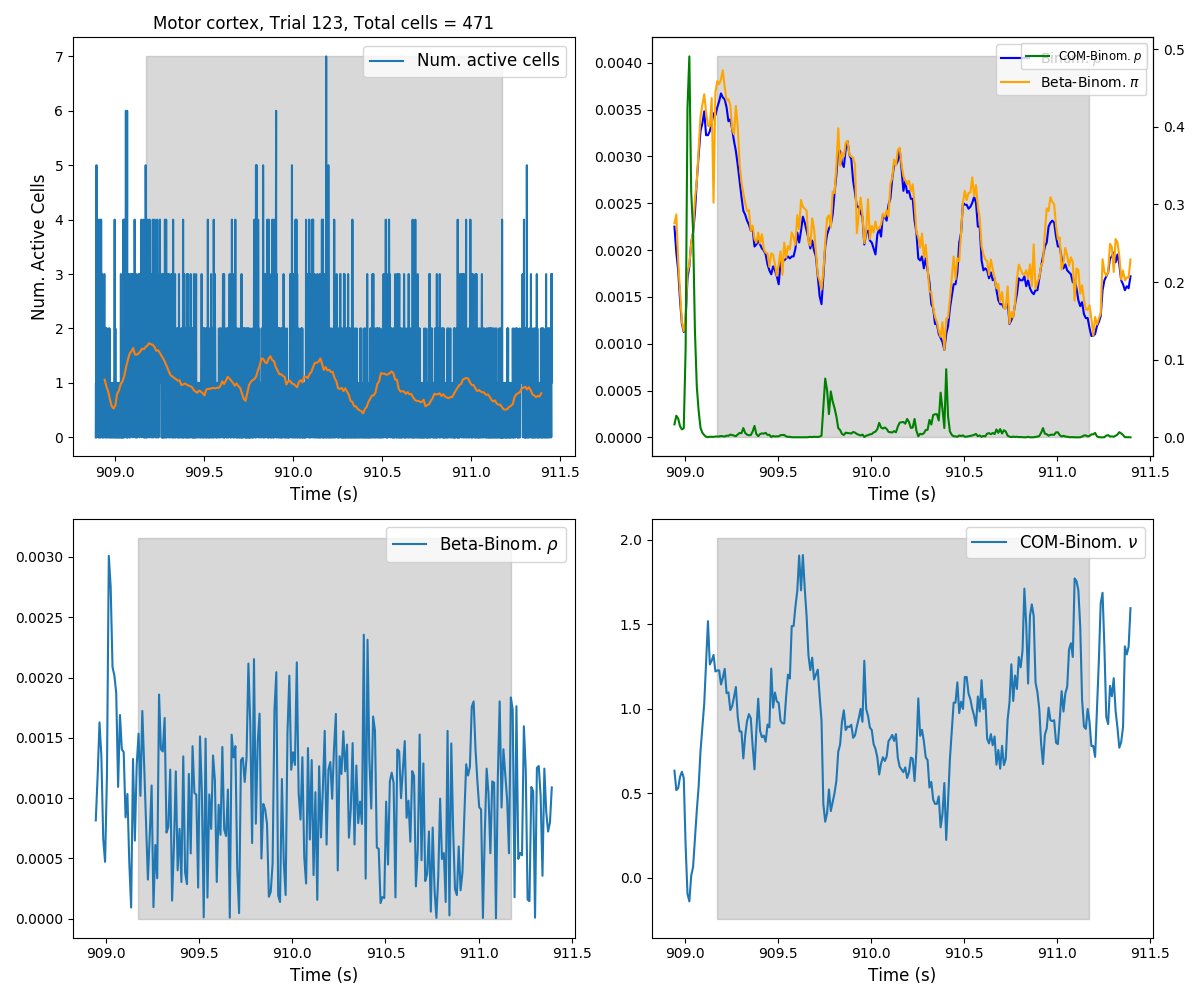 Motor cortex, Trial 123, Total cells = 471
Num. active cells
Num. Active Cells
7
6
5
4
3
2
1
0
909.0 909.5 910.0 910.5 911.0 911.5
Time (s)
COM-Binom. p
Binom. p
Beta-Binom. π
0.0040
0.0035
0.0030
0.0025
0.0020
0.0015
0.0010
0.0005
0.0000
0.5
0.4
0.3
0.2
0.1
0.0
909.0 909.5 910.0 910.5 911.0 911.5
Time (s)
Beta-Binom. ρ
0.0030
0.0025
0.0020
0.0015
0.0010
0.0005
0.0000
909.0 909.5 910.0 910.5 911.0 911.5
Time (s)
COM-Binom. ν
2.0
1.5
1.0
0.5
0.0
909.0 909.5 910.0 910.5 911.0 911.5
Time (s)